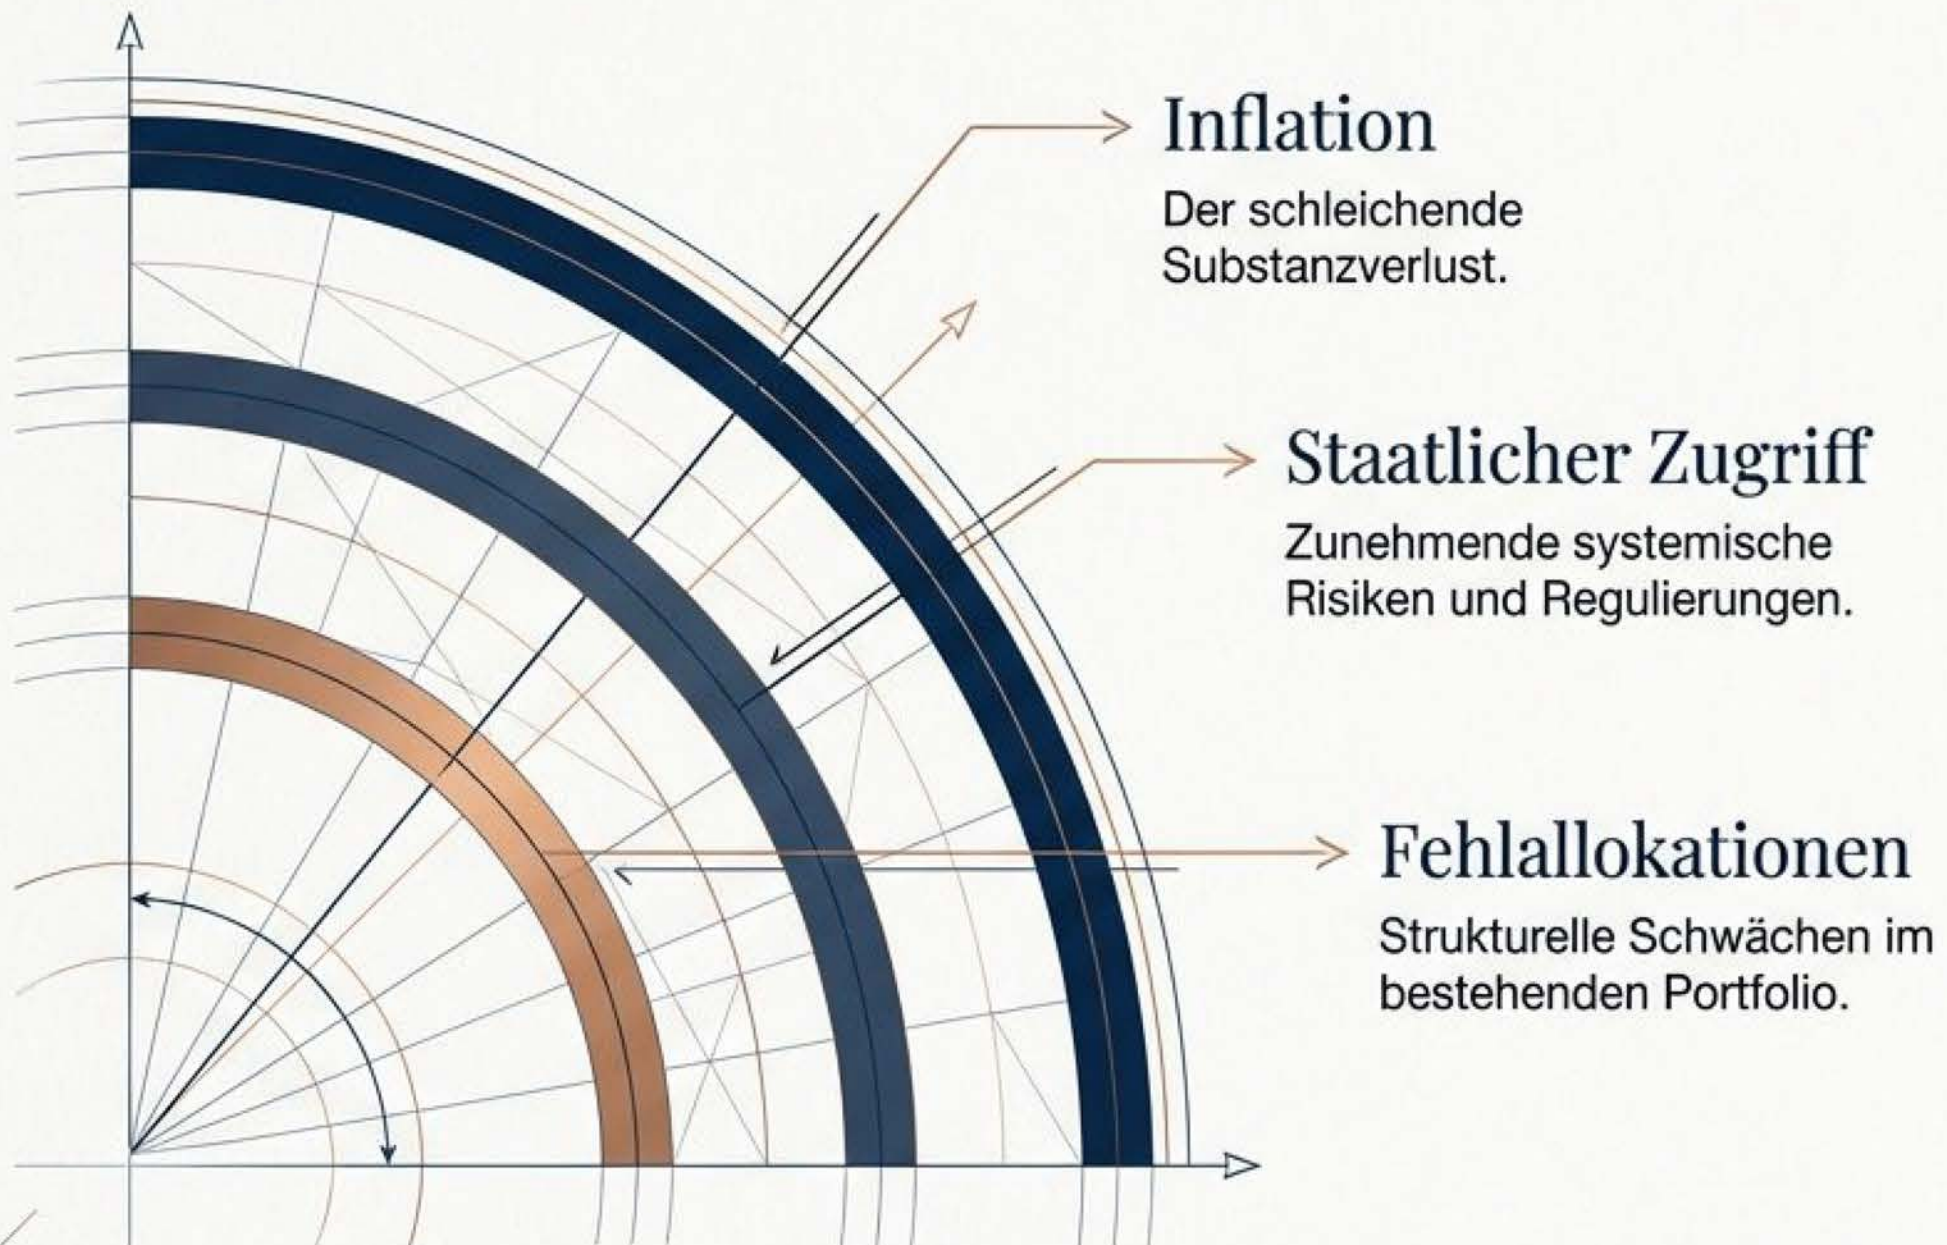 Inflation
Der schleichende
Substanzverlust.
Staatlicher Zugriff
Zunehmende systemische
Risiken und Regulierungen.
Fehlallokationen
Strukturelle Schwächen im
bestehenden Portfolio.